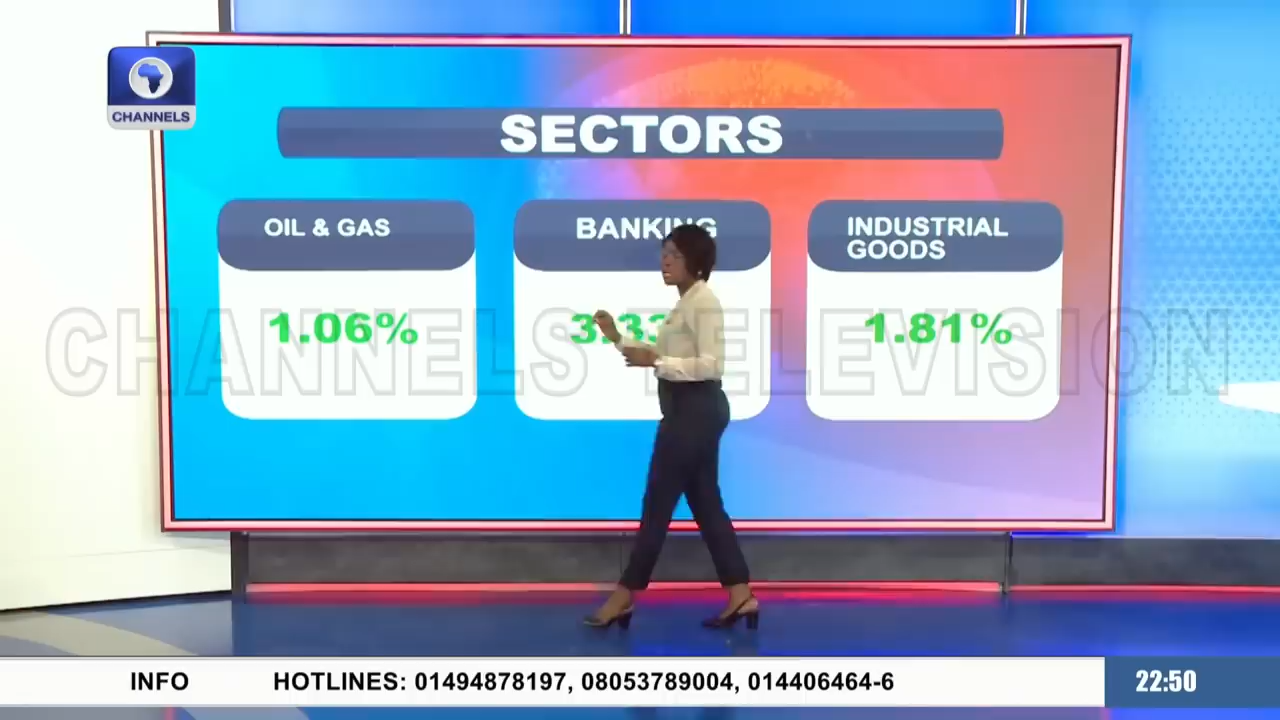 CHANNELS
SECTORS
OIL & GAS
BANKING
INDUSTRIAL
GOODS
1.06%
1.81%
CHANNELS TELEVISION
INFO
HOTLINES: 01494878197, 08053789004, 014406464-6
22:50